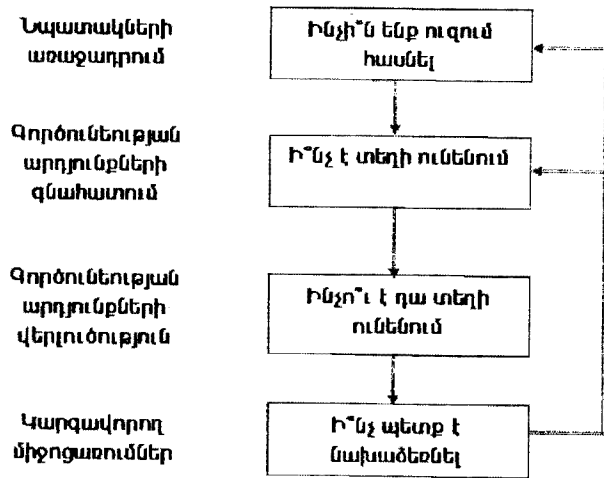 Նպատակների
առաջադրում
Ինչի՞ն ենք ուզում
հասնել
Գործունեության
արդյունքների
գնահատում
Ի՞նչ է տեղի ունենում
Գործունեության
արդյունքների
վերլուծություն
Ինչո՞ւ է դա տեղի
ունենում
Կարգավորող
միջոցառումներ
Ի՞նչ պետք է
նախաձեռնել